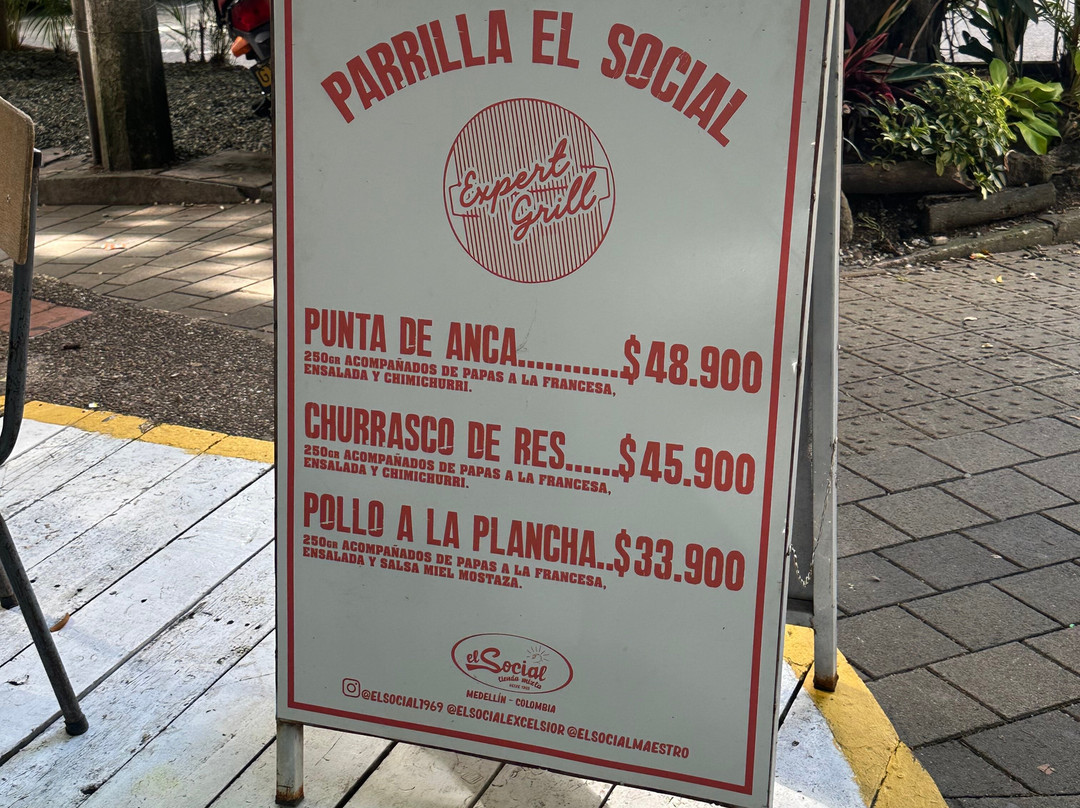 PARRILLA EL SOCIAL
Expert
Grill
PUNTA DE ANCA............$48.900
250GR ACOMPAÑADOS DE PAPAS A LA FRANCESA,
ENSALADA Y CHIMICHURRI.
CHURRASCO DE RES......$45.900
250GR ACOMPAÑADOS DE PAPAS A LA FRANCESA,
ENSALADA Y CHIMICHURRI.
POLLO A LA PLANCHA..$33.900
250GR ACOMPAÑADOS DE PAPAS A LA FRANCESA,
ENSALADA Y SALSA MIEL MOSTAZA.
el Social
tienda mixta
MEDELLÍN - COLOMBIA
@ELSOCIAL1969 @ELSOCIALEXCELSIOR @ELSOCIALMAESTRO